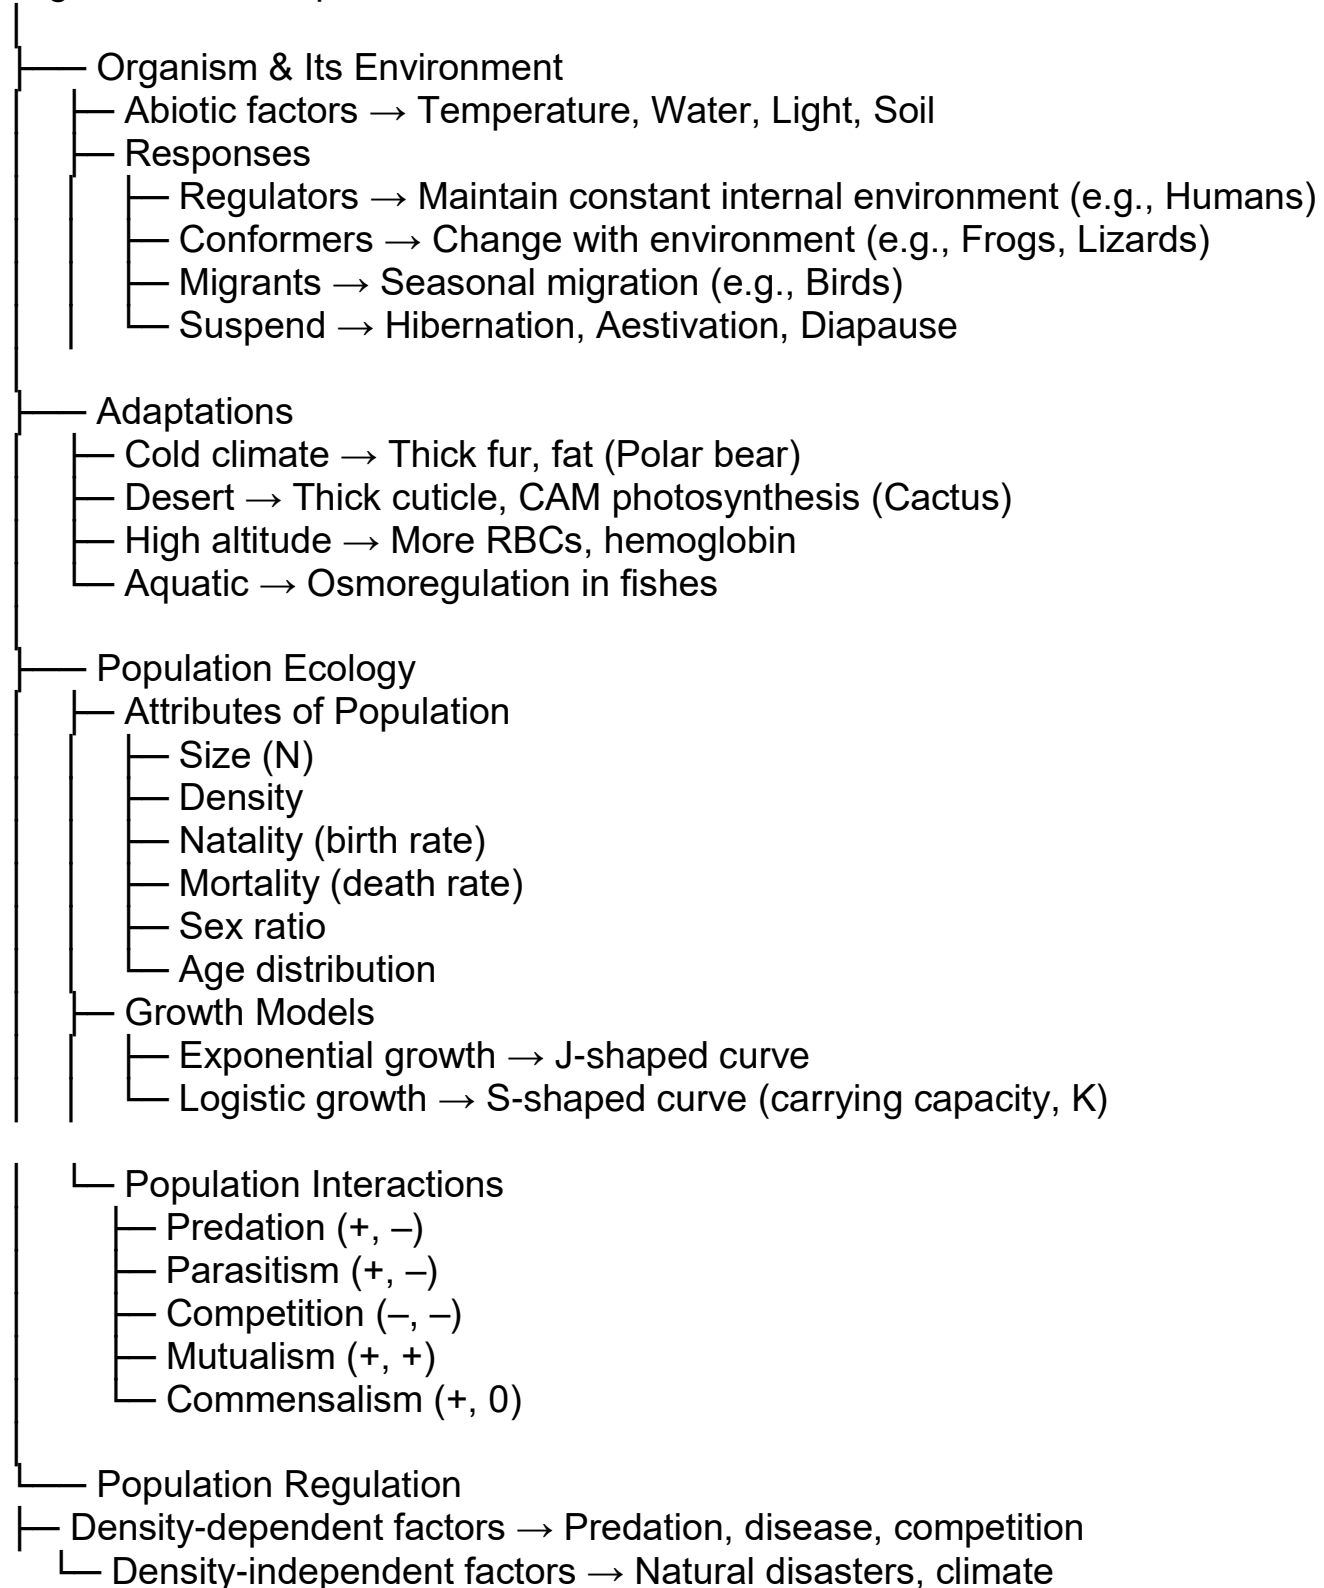 Organism & Its Environment
Abiotic factors → Temperature, Water, Light, Soil
Responses
Regulators → Maintain constant internal environment (e.g., Humans)
Conformers → Change with environment (e.g., Frogs, Lizards)
Migrants → Seasonal migration (e.g., Birds)
Suspend → Hibernation, Aestivation, Diapause
Adaptations
Cold climate → Thick fur, fat (Polar bear)
Desert → Thick cuticle, CAM photosynthesis (Cactus)
High altitude → More RBCs, hemoglobin
Aquatic → Osmoregulation in fishes
Population Ecology
Attributes of Population
Size (N)
Density
Natality (birth rate)
Mortality (death rate)
Sex ratio
Age distribution
Growth Models
Exponential growth → J-shaped curve
Logistic growth → S-shaped curve (carrying capacity, K)
Population Interactions
Predation (+, –)
Parasitism (+, –)
Competition (–, –)
Mutualism (+, +)
Commensalism (+, 0)
Population Regulation
Density-dependent factors → Predation, disease, competition
Density-independent factors → Natural disasters, climate